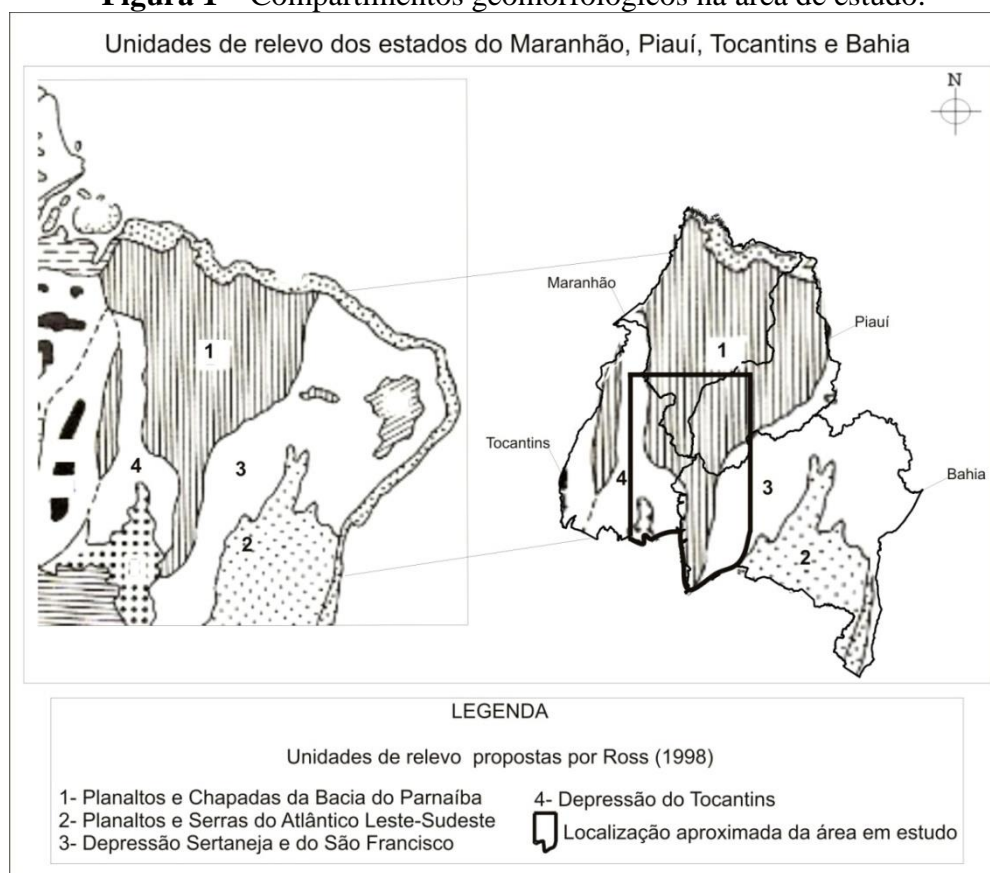 Figura 1 – Compartimentos geomorfológicos na área de estudo.
Unidades de relevo dos estados do Maranhão, Piauí, Tocantins e Bahia
N
Maranhão
Piauí
Tocantins
Bahia
1
4
3
2
1
4
3
2
LEGENDA
Unidades de relevo propostas por Ross (1998)
1- Planaltos e Chapadas da Bacia do Parnaíba
2- Planaltos e Serras do Atlântico Leste-Sudeste
3- Depressão Sertaneja e do São Francisco
4- Depressão do Tocantins
Localização aproximada da área em estudo